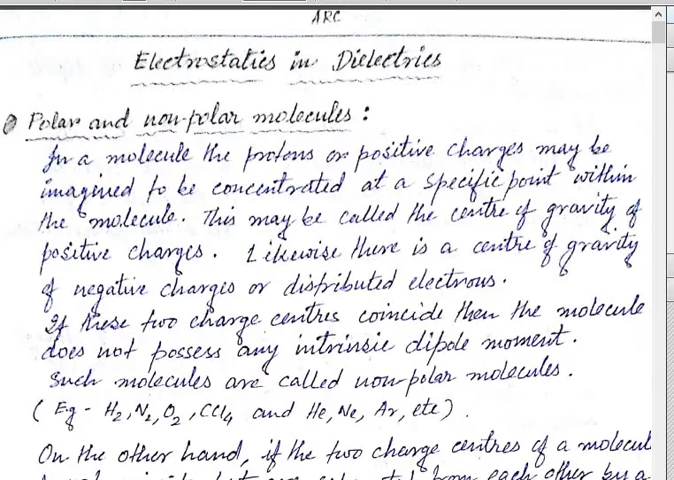 ARC
Electrostatics in Dielectrics
Polar and non-polar molecules :
In a molecule the protons or positive charges may be
imagined to be concentrated at a specific point within
the molecule. This may be called the centre of gravity of
positive charges. Likewise there is a centre of gravity
of negative charges or distributed electrons.
If these two charge centres coincide then the molecule
does not possess any intrinsic dipole moment.
Such molecules are called non-polar molecules.
( Eg - H2, N2, O2, CCl4 and He, Ne, Ar, etc ) .
On the other hand, if the two charge centres of a molecul
from each other by a